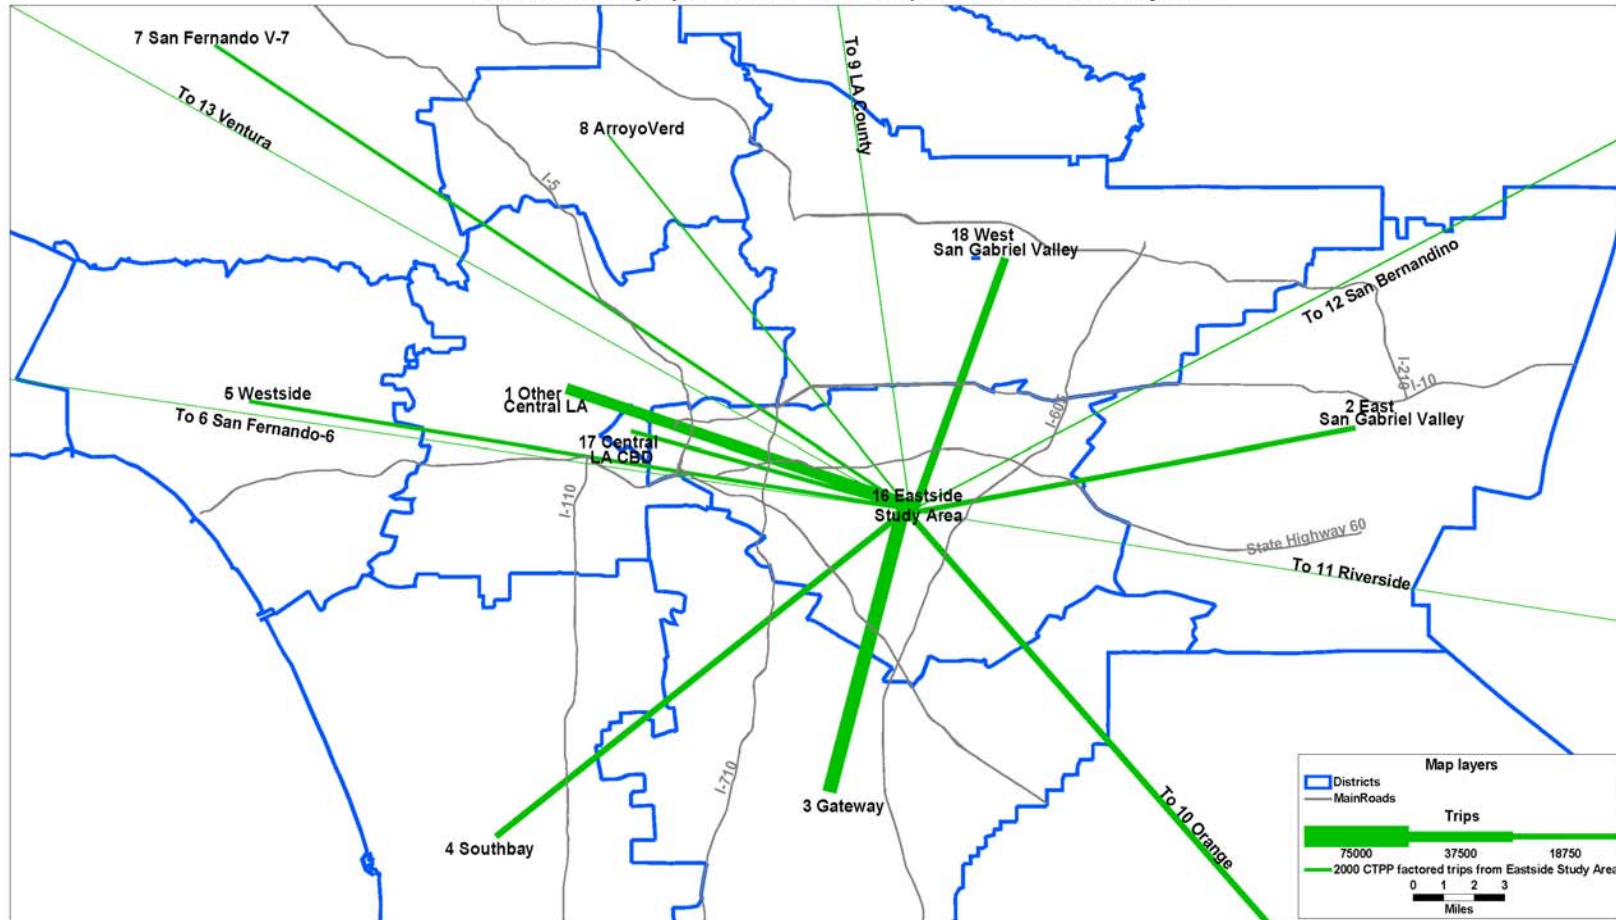 7 San Fernando V-7
To 13 Ventura
8 ArroyoVerd
To 9 LA County
I-5
18 West
San Gabriel Valley
To 12 San Bernandino
I-210
I-10
I-605
5 Westside
To 6 San Fernando-6
1 Other
Central LA
17 Central
LA CBD
2 East
San Gabriel Valley
16 Eastside
Study Area
I-110
State Highway 60
To 11 Riverside
I-710
3 Gateway
4 Southbay
To 10 Orange
Map layers
Districts
MainRoads
Trips
75000 37500 18750
2000 CTPP factored trips from Eastside Study Area
0 1 2 3
Miles